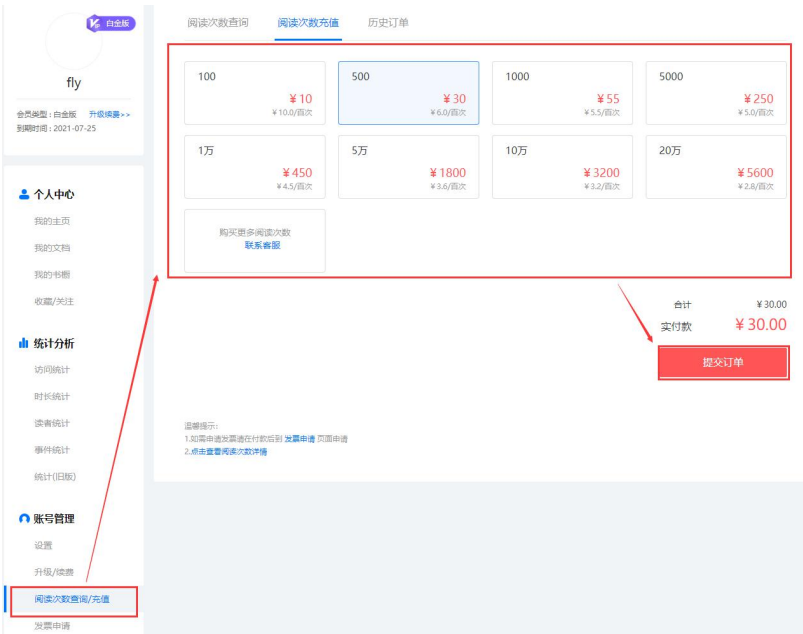 白金版
fly
会员类型：白金版 升级续费>>
到期时间：2021-07-25
个人中心
我的主页
我的文档
我的书橱
收藏/关注
统计分析
访问统计
时长统计
读者统计
事件统计
统计(旧版)
账号管理
设置
升级/续费
阅读次数查询/充值
发票申请
阅读次数查询 阅读次数充值 历史订单
100
¥10
¥10.0/百次
500
¥30
¥6.0/百次
1000
¥55
¥5.5/百次
5000
¥250
¥5.0/百次
1万
¥450
¥4.5/百次
5万
¥1800
¥3.6/百次
10万
¥3200
¥3.2/百次
20万
¥5600
¥2.8/百次
购买更多阅读次数
联系客服
合计 ¥30.00
实付款 ¥30.00
提交订单
温馨提示：
1.如需申请发票请在付款后到 发票申请 页面申请
2.点击查看阅读次数详情